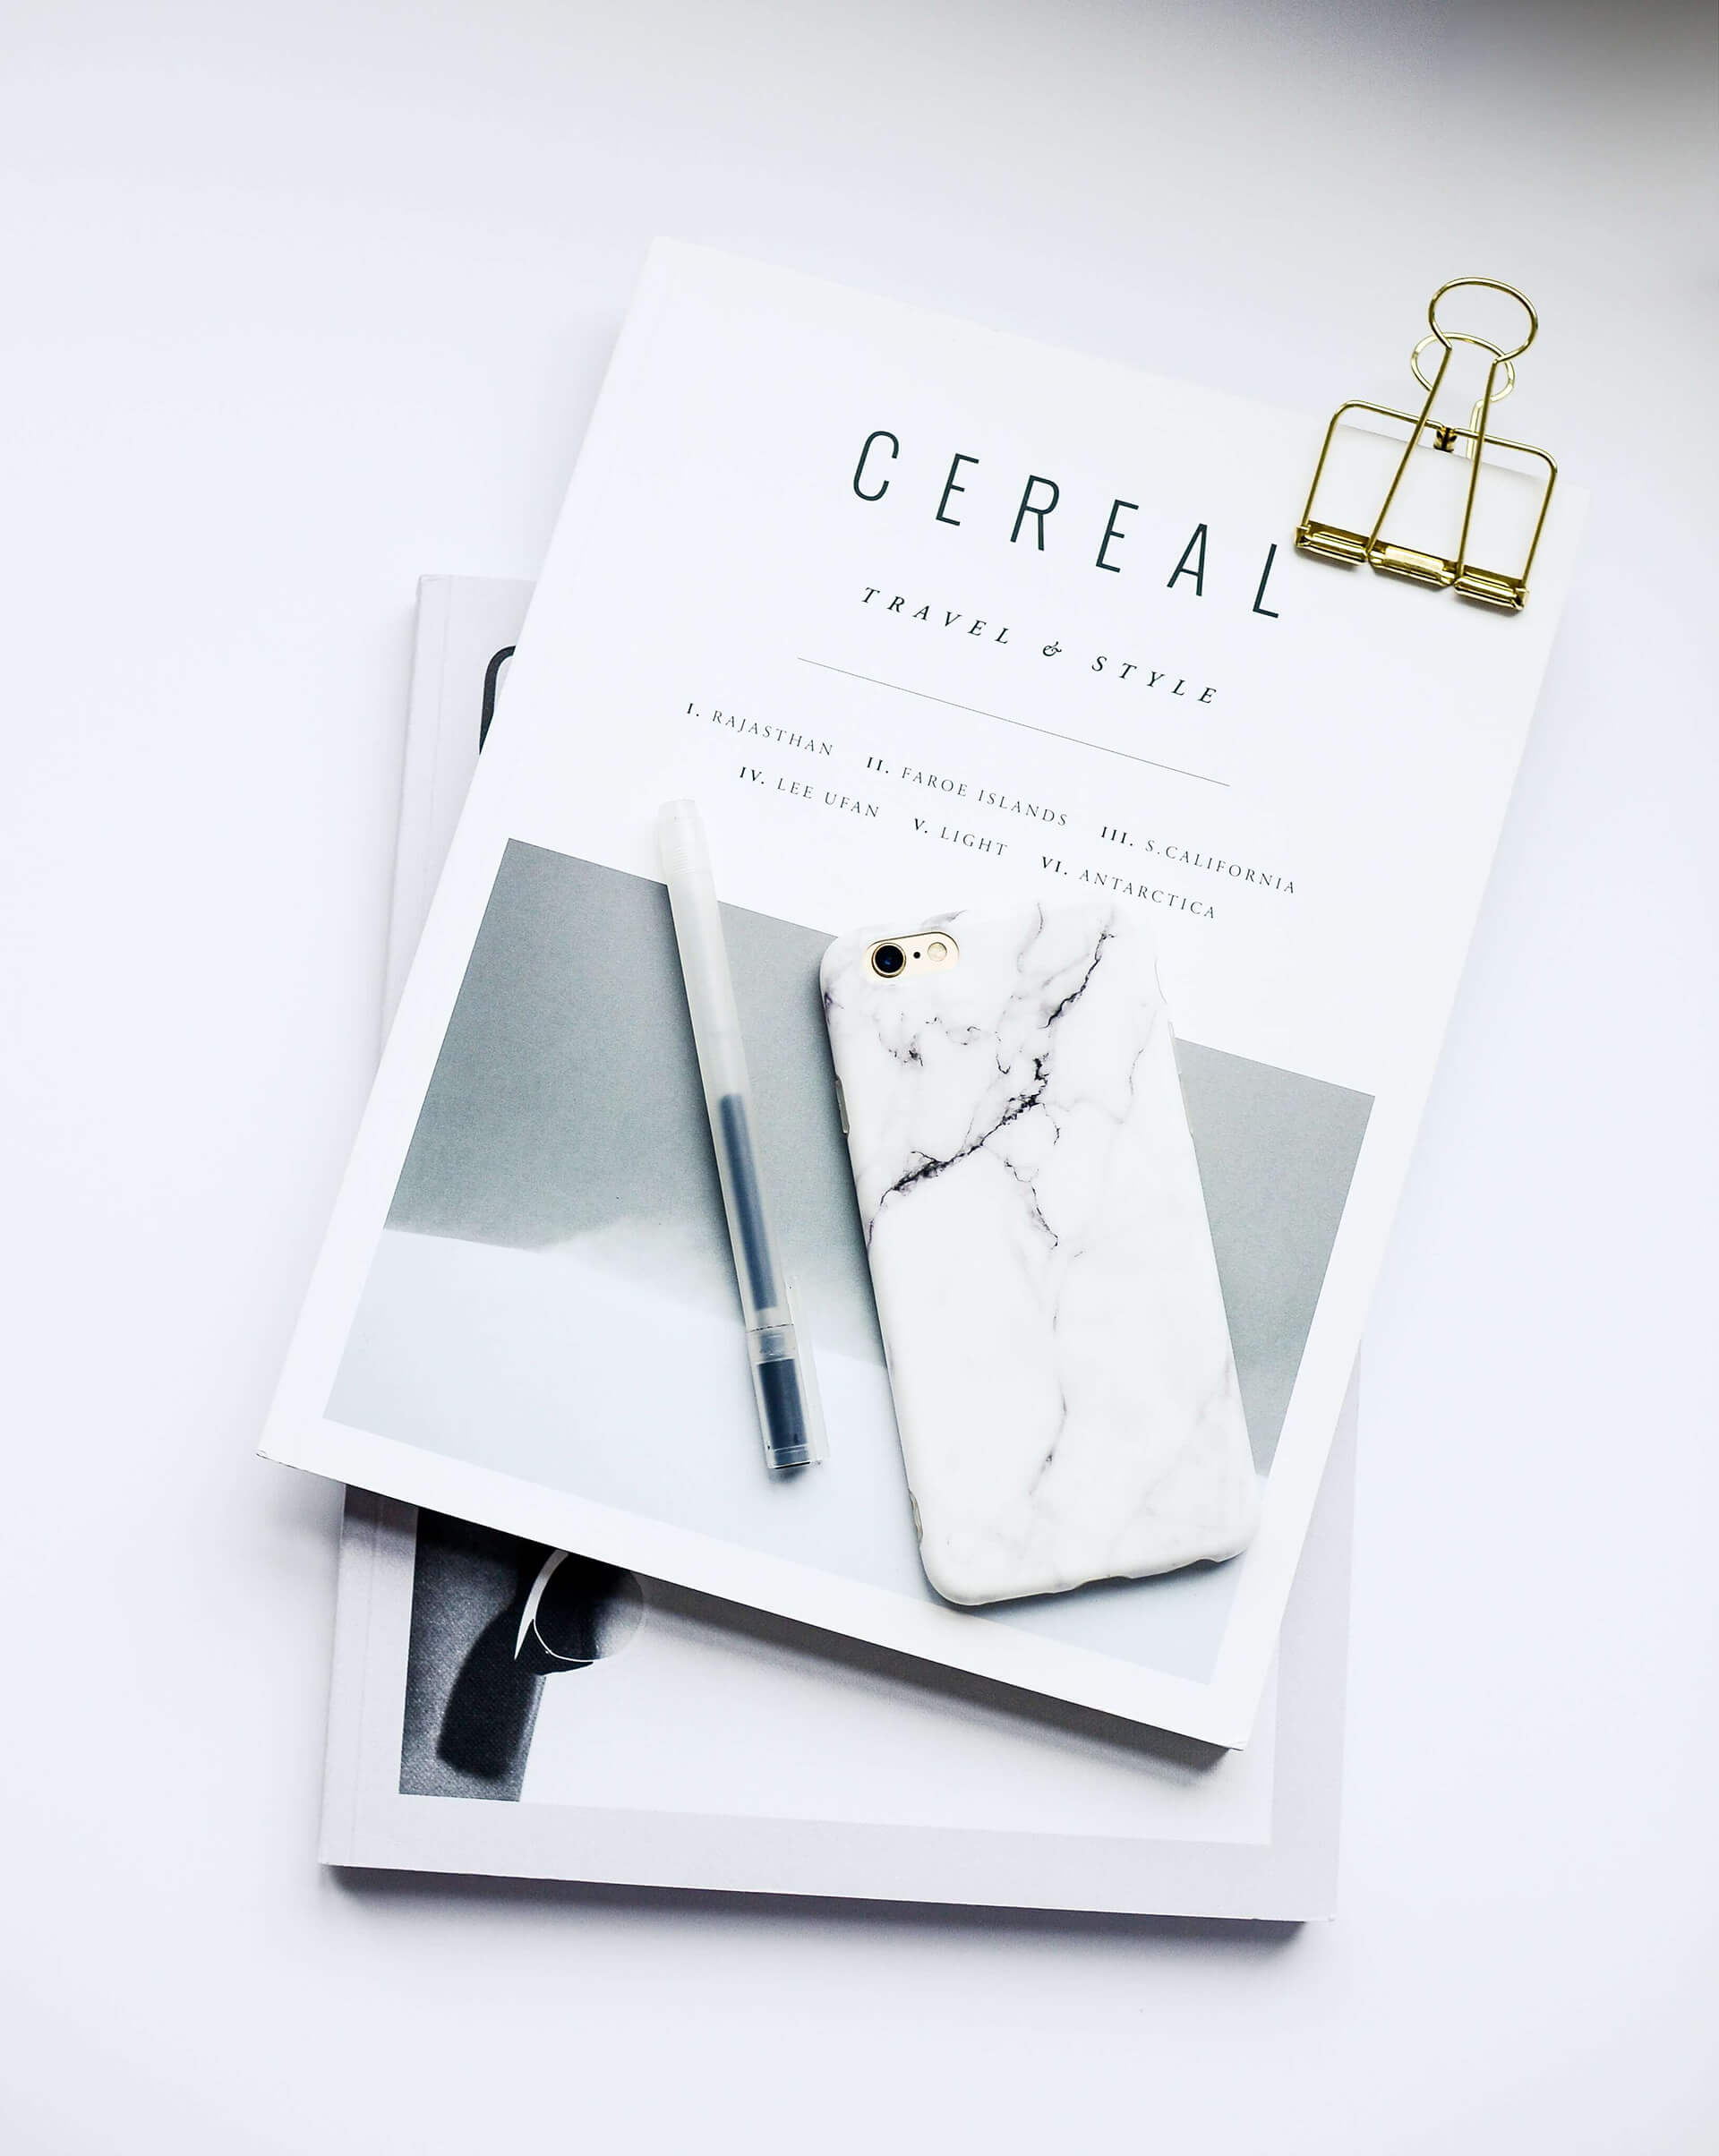 CEREAL
TRAVEL & STYLE
I. RAJASTHAN II. FAROE ISLANDS III. S.CALIFORNIA
IV. LEE UFAN V. LIGHT VI. ANTARCTICA